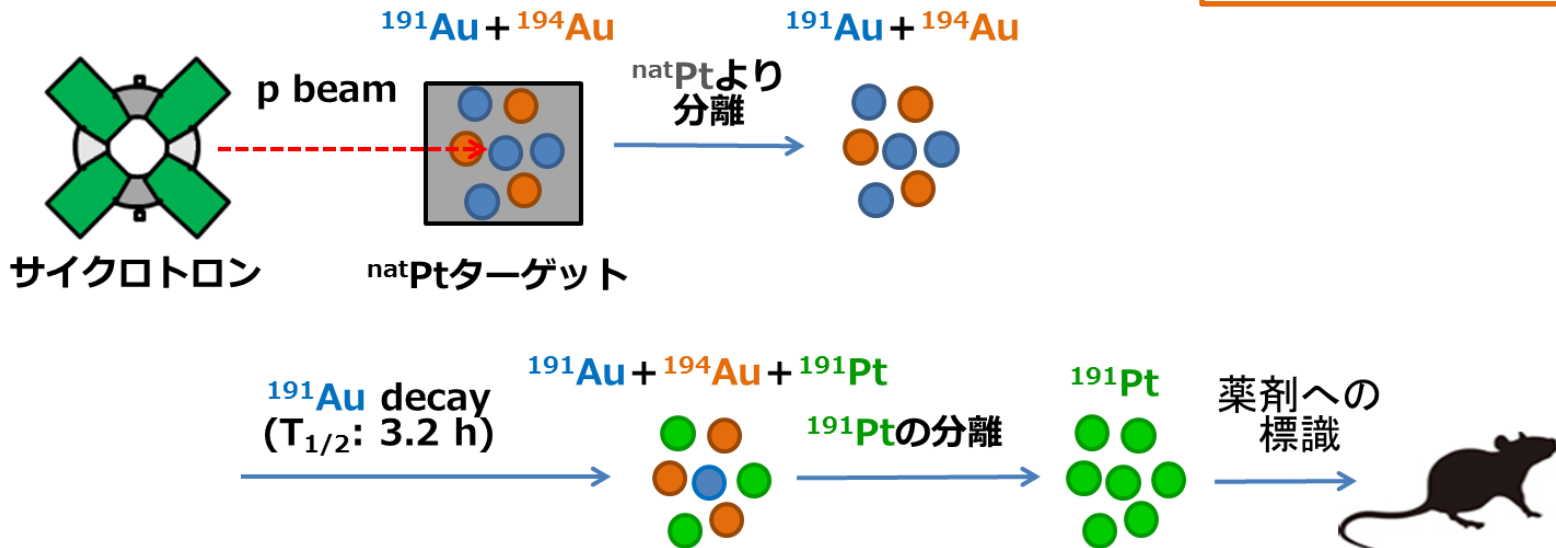 ¹⁹¹Au+¹⁹⁴Au
¹⁹¹Au+¹⁹⁴Au
p beam
ⁿᵃᵗPtより
分離
サイクロトロン
ⁿᵃᵗPtターゲット
¹⁹¹Au decay
(T₁/₂: 3.2 h)
¹⁹¹Au+¹⁹⁴Au+¹⁹¹Pt
¹⁹¹Ptの分離
¹⁹¹Pt
薬剤への
標識